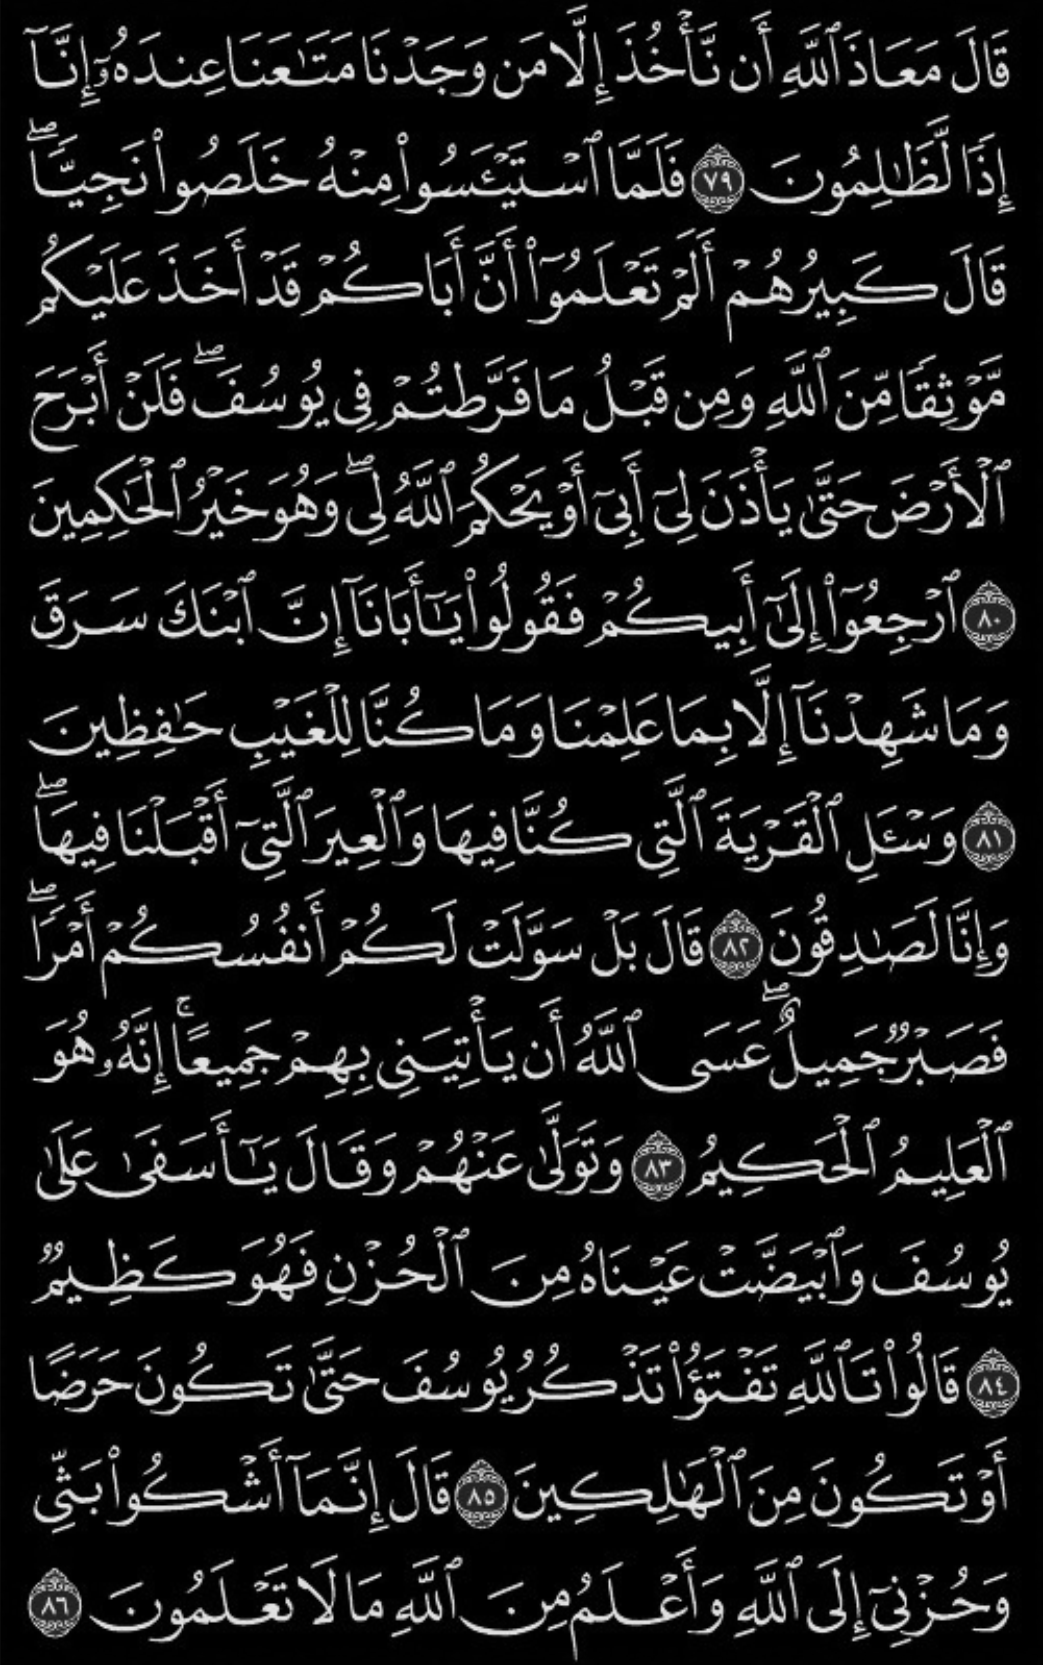 قَالَ مَعَاذَ ٱللَّهِ أَن نَّأْخُذَ إِلَّا مَن وَجَدْنَا مَتَـٰعَنَا عِندَهُۥٓ إِنَّآ
إِذًا لَّظَـٰلِمُونَ ٧٩ فَلَمَّا ٱسْتَيْـَٔسُوا۟ مِنْهُ خَلَصُوا۟ نَجِيًّا ۖ
قَالَ كَبِيرُهُمْ أَلَمْ تَعْلَمُوٓا۟ أَنَّ أَبَاكُمْ قَدْ أَخَذَ عَلَيْكُم
مَّوْثِقًا مِّنَ ٱللَّهِ وَمِن قَبْلُ مَا فَرَّطتُمْ فِى يُوسُفَ ۖ فَلَنْ أَبْرَحَ
ٱلْأَرْضَ حَتَّىٰ يَأْذَنَ لِىٓ أَبِىٓ أَوْ يَحْكُمَ ٱللَّهُ لِى ۖ وَهُوَ خَيْرُ ٱلْحَـٰكِمِينَ
٨٠ ٱرْجِعُوٓا۟ إِلَىٰٓ أَبِيكُمْ فَقُولُوا۟ يَـٰٓأَبَانَآ إِنَّ ٱبْنَكَ سَرَقَ
وَمَا شَهِدْنَآ إِلَّا بِمَا عَلِمْنَا وَمَا كُنَّا لِلْغَيْبِ حَـٰفِظِينَ
٨١ وَسْـَٔلِ ٱلْقَرْيَةَ ٱلَّتِى كُنَّا فِيهَا وَٱلْعِيرَ ٱلَّتِىٓ أَقْبَلْنَا فِيهَا ۖ
وَإِنَّا لَصَـٰدِقُونَ ٨٢ قَالَ بَلْ سَوَّلَتْ لَكُمْ أَنفُسُكُمْ أَمْرًا ۖ
فَصَبْرٌ جَمِيلٌ ۖ عَسَى ٱللَّهُ أَن يَأْتِيَنِى بِهِمْ جَمِيعًا ۚ إِنَّهُۥ هُوَ
ٱلْعَلِيمُ ٱلْحَكِيمُ ٨٣ وَتَوَلَّىٰ عَنْهُمْ وَقَالَ يَـٰٓأَسَفَىٰ عَلَىٰ
يُوسُفَ وَٱبْيَضَّتْ عَيْنَاهُ مِنَ ٱلْحُزْنِ فَهُوَ كَظِيمٌ
٨٤ قَالُوا۟ تَٱللَّهِ تَفْتَؤُا۟ تَذْكُرُ يُوسُفَ حَتَّىٰ تَكُونَ حَرَضًا
أَوْ تَكُونَ مِنَ ٱلْهَـٰلِكِينَ ٨٥ قَالَ إِنَّمَآ أَشْكُوا۟ بَثِّى
وَحُزْنِىٓ إِلَى ٱللَّهِ وَأَعْلَمُ مِنَ ٱللَّهِ مَا لَا تَعْلَمُونَ ٨٦